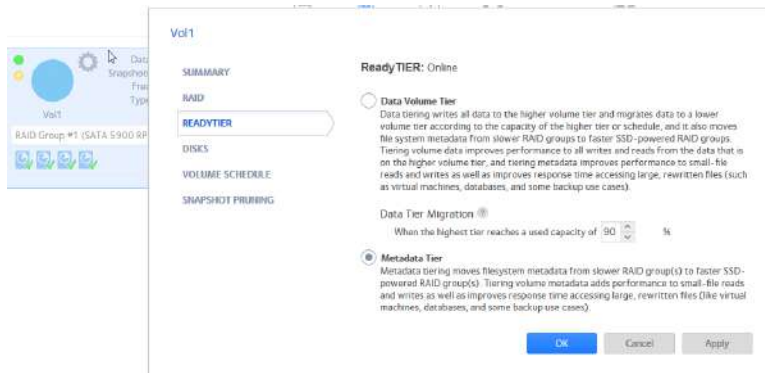 Vol1
Data
Snapshot
Free
Type
Vol1
RAID Group #1 (SATA 5900 RP
SUMMARY
RAID
READYTIER
DISKS
VOLUME SCHEDULE
SNAPSHOT PRUNING
ReadyTIER: Online
Data Volume Tier
Data tiering writes all data to the higher volume tier and migrates data to a lower
volume tier according to the capacity of the higher tier or schedule, and it also moves
file system metadata from slower RAID groups to faster SSD-powered RAID groups.
Tiering volume data improves performance to all writes and reads from the data that is
on the higher volume tier, and tiering metadata improves performance to small-file
reads and writes as well as improves response time accessing large, rewritten files (such
as virtual machines, databases, and some backup use cases).
Data Tier Migration
When the highest tier reaches a used capacity of 90 %
Metadata Tier
Metadata tiering moves filesystem metadata from slower RAID group(s) to faster SSD-
powered RAID group(s). Tiering volume metadata adds performance to small-file reads
and writes as well as improves response time accessing large, rewritten files (like virtual
machines, databases, and some backup use cases).
OK
Cancel
Apply